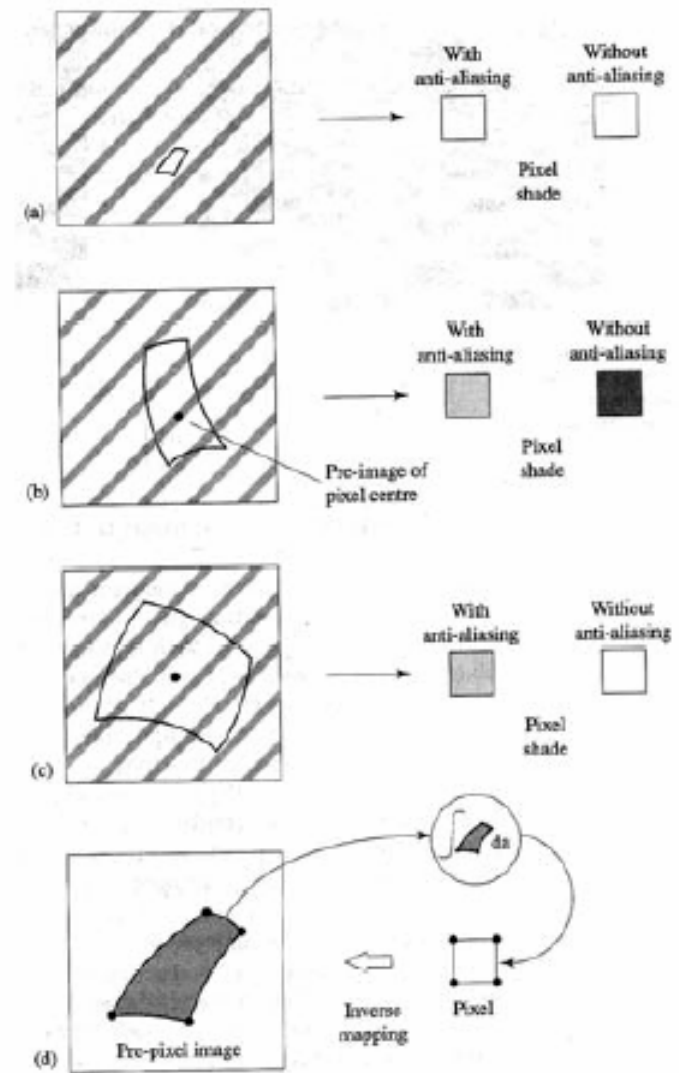 With
anti-aliasing
Without
anti-aliasing
Pixel
shade
(a)
With
anti-aliasing
Without
anti-aliasing
Pixel
shade
Pre-image of
pixel centre
(b)
With
anti-aliasing
Without
anti-aliasing
Pixel
shade
(c)
∫ da
Inverse
mapping
Pixel
Pre-pixel image
(d)